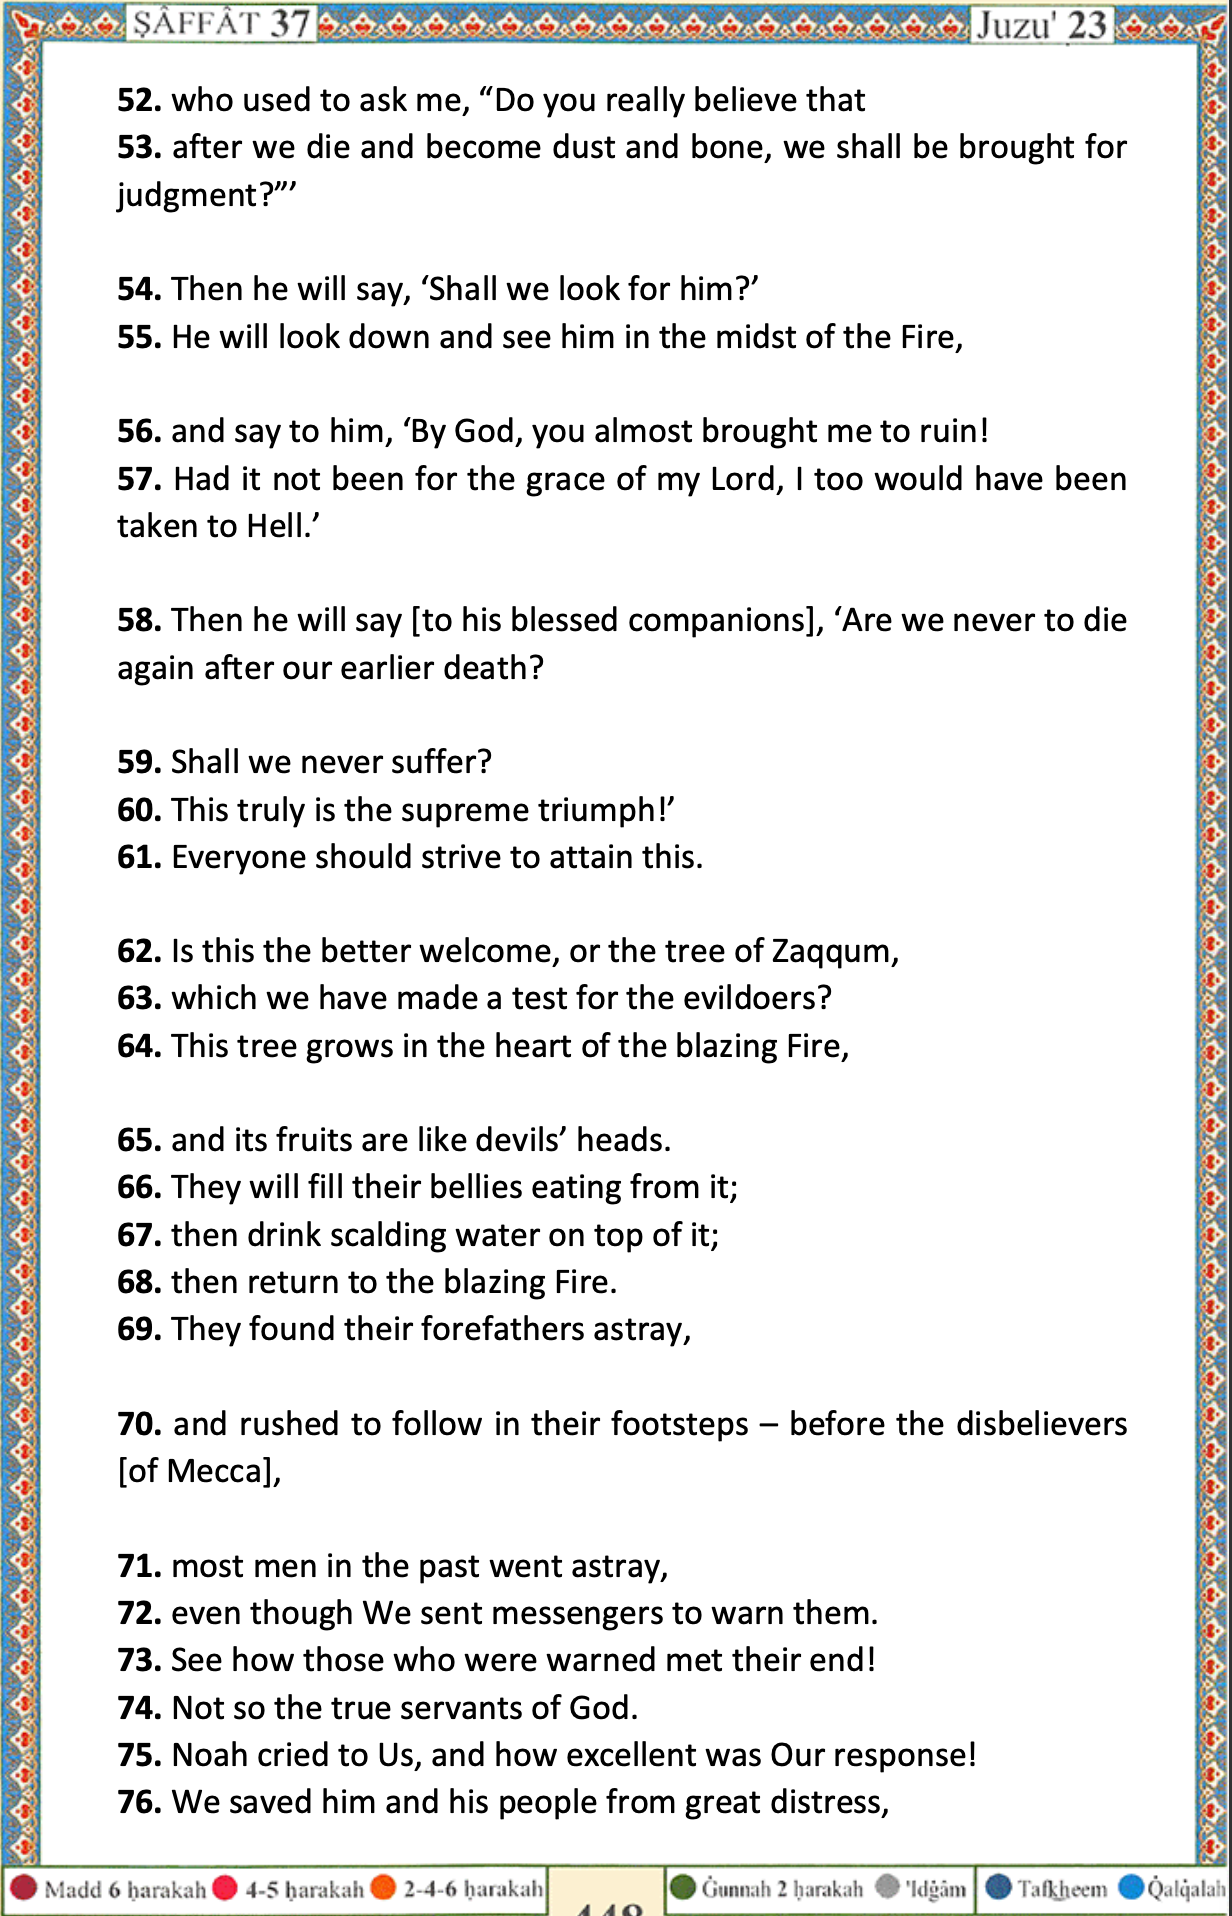 ṢÂFFÂT 37
Juzu' 23
52. who used to ask me, “Do you really believe that
53. after we die and become dust and bone, we shall be brought for
judgment?”’
54. Then he will say, ‘Shall we look for him?’
55. He will look down and see him in the midst of the Fire,
56. and say to him, ‘By God, you almost brought me to ruin!
57. Had it not been for the grace of my Lord, I too would have been
taken to Hell.’
58. Then he will say [to his blessed companions], ‘Are we never to die
again after our earlier death?
59. Shall we never suffer?
60. This truly is the supreme triumph!’
61. Everyone should strive to attain this.
62. Is this the better welcome, or the tree of Zaqqum,
63. which we have made a test for the evildoers?
64. This tree grows in the heart of the blazing Fire,
65. and its fruits are like devils’ heads.
66. They will fill their bellies eating from it;
67. then drink scalding water on top of it;
68. then return to the blazing Fire.
69. They found their forefathers astray,
70. and rushed to follow in their footsteps – before the disbelievers
[of Mecca],
71. most men in the past went astray,
72. even though We sent messengers to warn them.
73. See how those who were warned met their end!
74. Not so the true servants of God.
75. Noah cried to Us, and how excellent was Our response!
76. We saved him and his people from great distress,
Madd 6 ḥarakah 4-5 ḥarakah 2-4-6 ḥarakah
448
Ġunnah 2 ḥarakah 'Idġâm Tafkheem Q̇alq̇alah